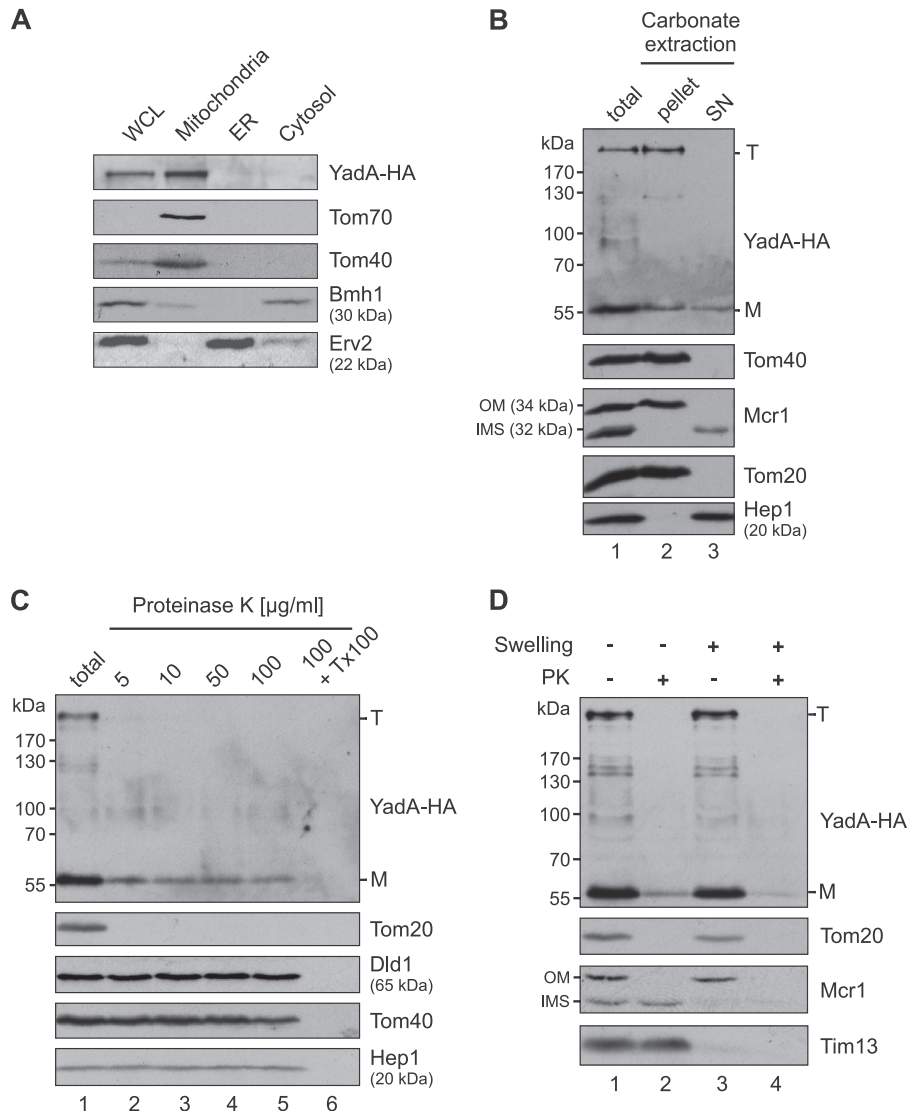 A
WCL Mitochondria ER Cytosol
YadA-HA
Tom70
Tom40
Bmh1
(30 kDa)
Erv2
(22 kDa)
B
Carbonate
extraction
total pellet SN
kDa
T
170
130
100
YadA-HA
70
55
M
Tom40
OM (34 kDa)
Mcr1
IMS (32 kDa)
Tom20
Hep1
(20 kDa)
1 2 3
C
Proteinase K [µg/ml]
total 5 10 50 100 100 + Tx100
kDa
T
170
130
100
YadA-HA
70
55
M
Tom20
Dld1
(65 kDa)
Tom40
Hep1
(20 kDa)
1 2 3 4 5 6
D
Swelling - - + +
PK - + - +
kDa
T
170
130
100
YadA-HA
70
55
M
Tom20
OM
Mcr1
IMS
Tim13
1 2 3 4